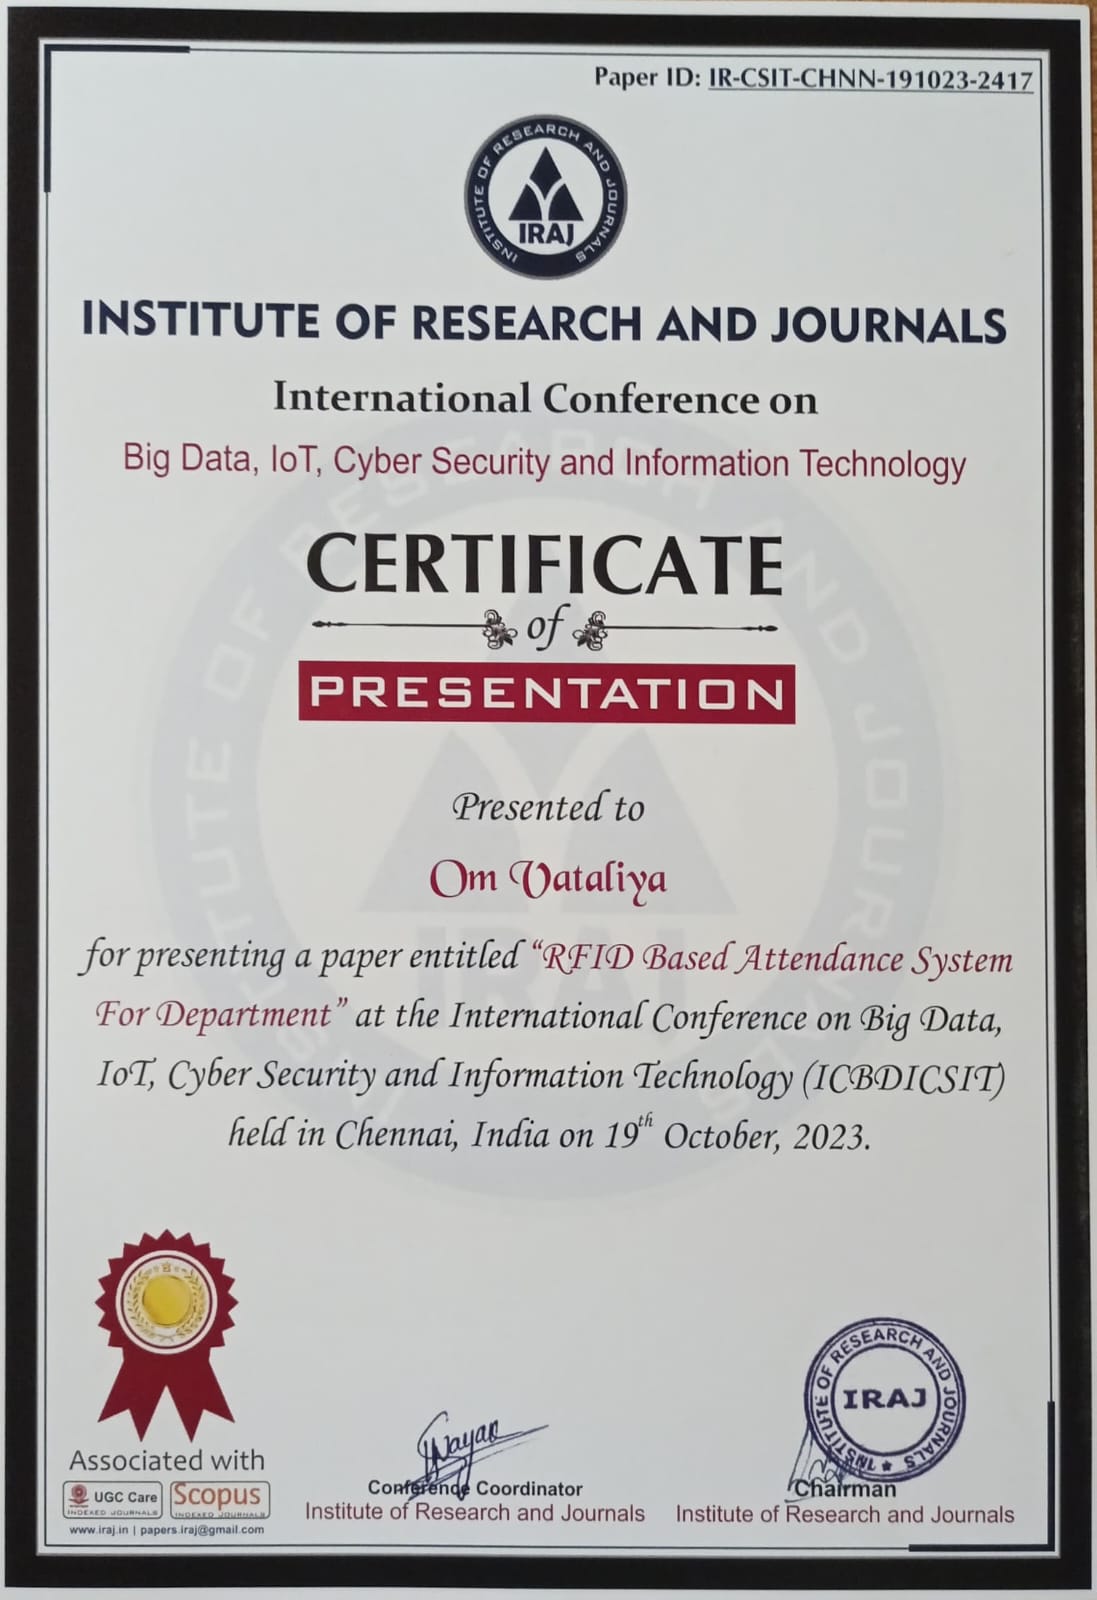 Paper ID: IR-CSIT-CHNN-191023-2417
INSTITUTE OF RESEARCH AND JOURNALS
IRAJ
INSTITUTE OF RESEARCH AND JOURNALS
International Conference on
Big Data, IoT, Cyber Security and Information Technology
CERTIFICATE
of
PRESENTATION
Presented to
Om Vataliya
for presenting a paper entitled “RFID Based Attendance System
For Department” at the International Conference on Big Data,
IoT, Cyber Security and Information Technology (ICBDICSIT)
held in Chennai, India on 19th October, 2023.
Associated with
UGC Care
INDEXED JOURNALS
Scopus
INDEXED JOURNALS
www.iraj.in | papers.iraj@gmail.com
Conference Coordinator
Institute of Research and Journals
INSTITUTE OF RESEARCH AND JOURNALS
IRAJ
Chairman
Institute of Research and Journals